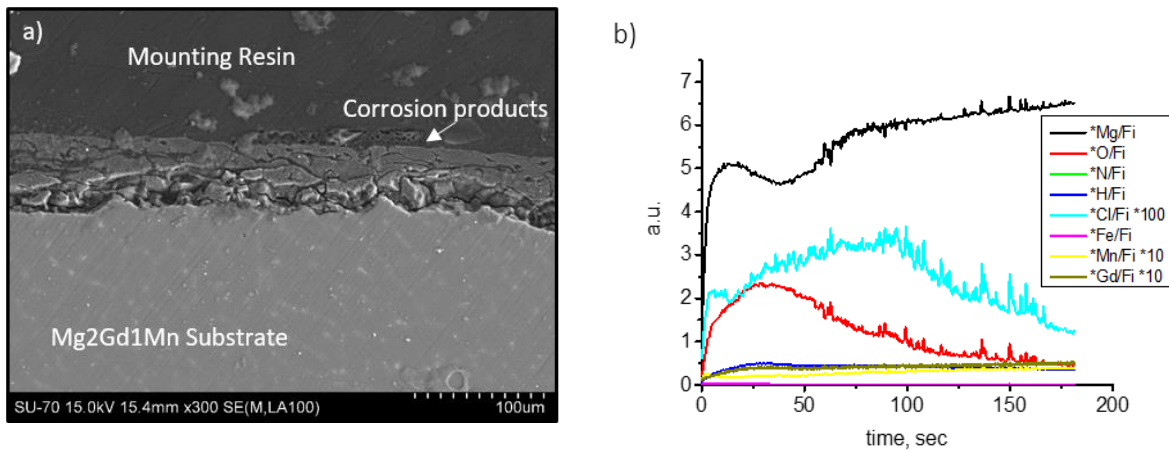 a)
Mounting Resin
Corrosion products
Mg2Gd1Mn Substrate
SU-70 15.0kV 15.4mm x300 SE(M,LA100)
100um
b)
7
6
5
4
3
2
1
0
a.u.
0 50 100 150 200
time, sec
*Mg/Fi
*O/Fi
*N/Fi
*H/Fi
*Cl/Fi *100
*Fe/Fi
*Mn/Fi *10
*Gd/Fi *10